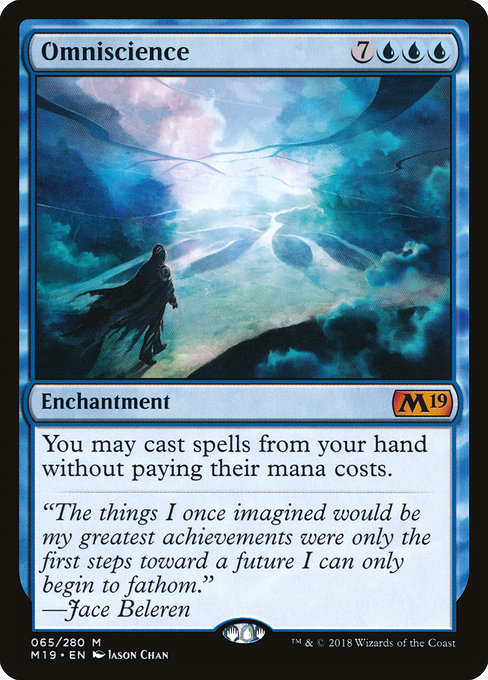 Omniscience 7
Enchantment M19
You may cast spells from your hand
without paying their mana costs.
“The things I once imagined would be
my greatest achievements were only the
first steps toward a future I can only
begin to fathom.”
—Jace Beleren
065/280 M
M19 • EN Jason Chan
™ & © 2018 Wizards of the Coast